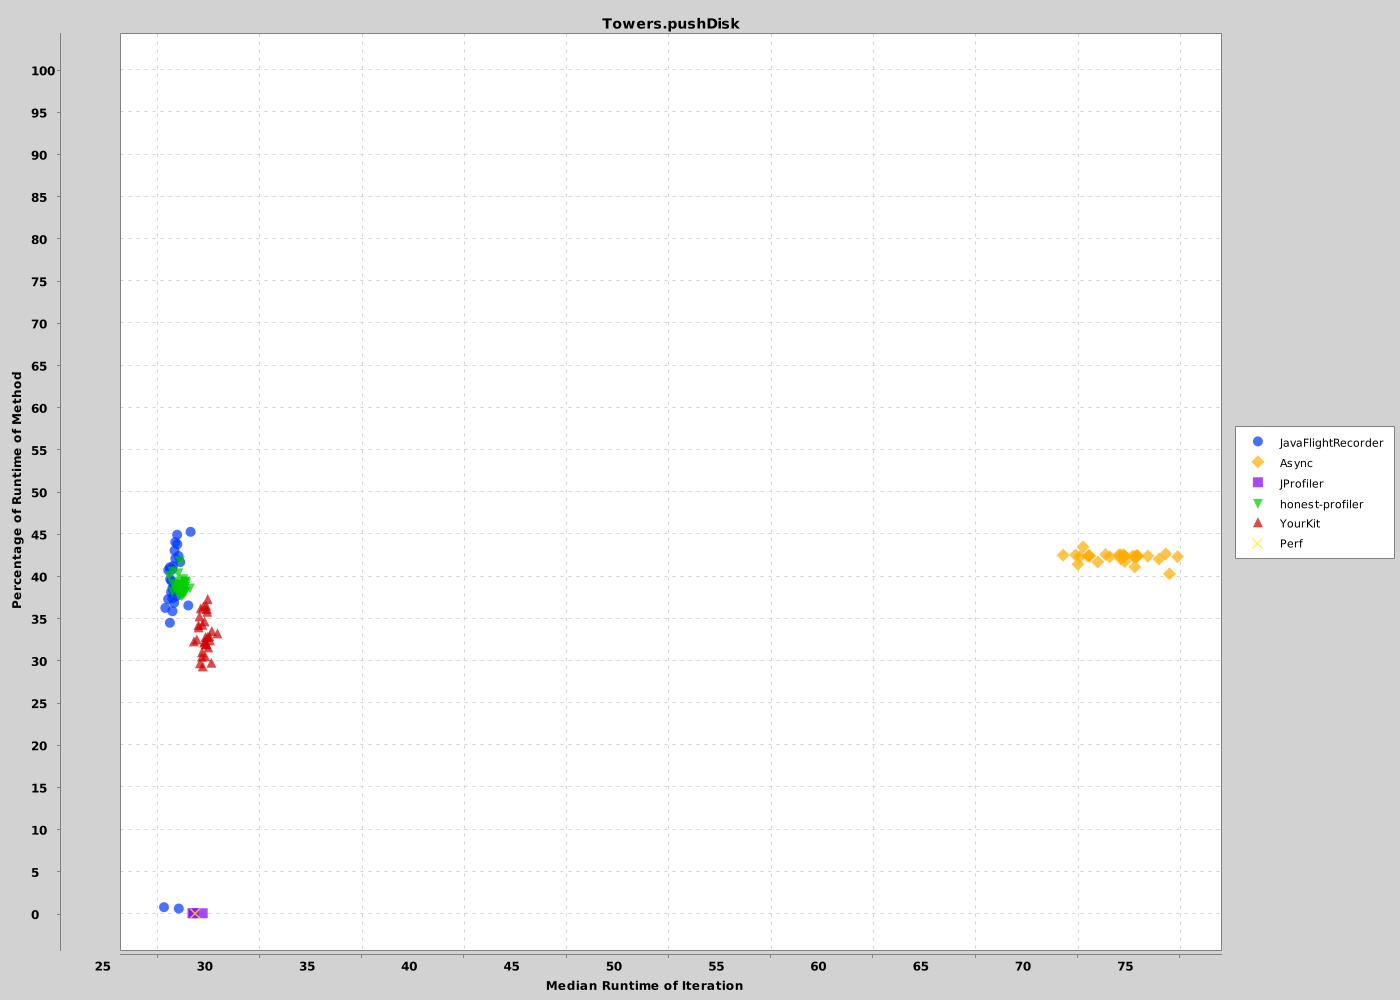 Towers.pushDisk
100
95
90
85
80
75
70
65
60
55
50
45
40
35
30
25
20
15
10
5
0
Percentage of Runtime of Method
25 30 35 40 45 50 55 60 65 70 75
Median Runtime of Iteration
JavaFlightRecorder
Async
JProfiler
honest-profiler
YourKit
Perf